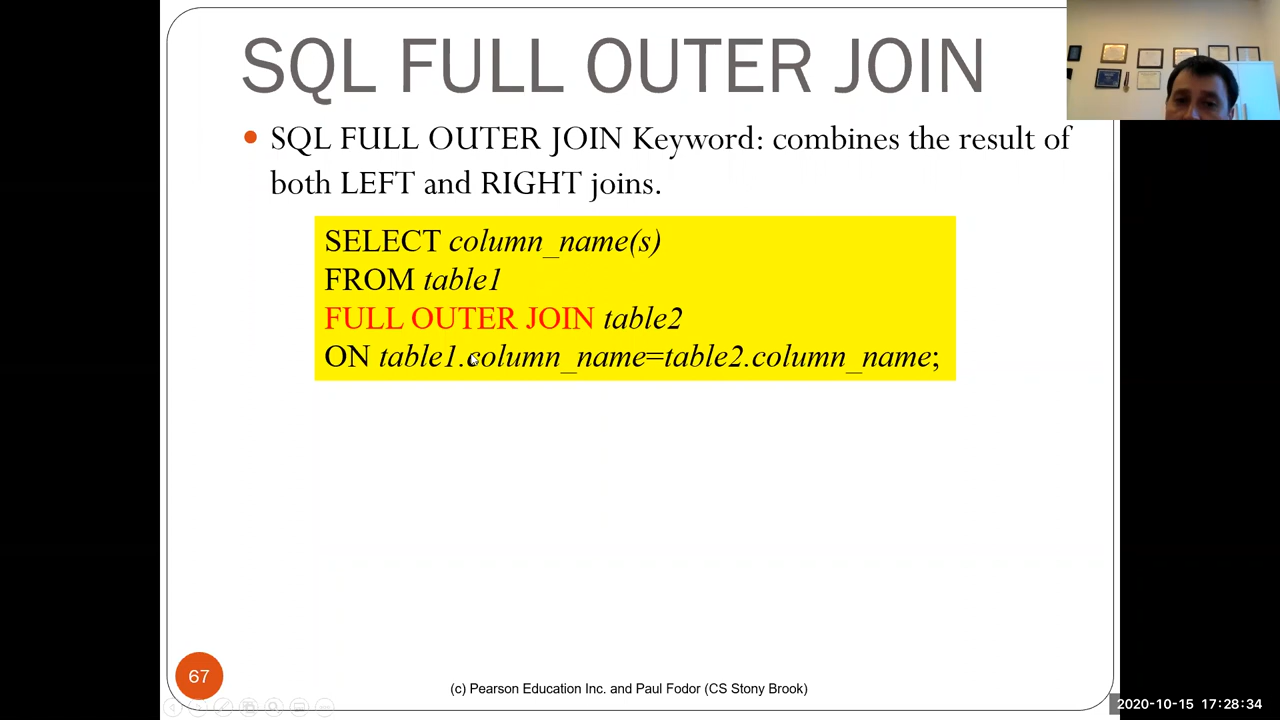 SQL FULL OUTER JOIN
• SQL FULL OUTER JOIN Keyword: combines the result of
both LEFT and RIGHT joins.
SELECT column_name(s)
FROM table1
FULL OUTER JOIN table2
ON table1.column_name=table2.column_name;
67
(c) Pearson Education Inc. and Paul Fodor (CS Stony Brook)
2020-10-15 17:28:34